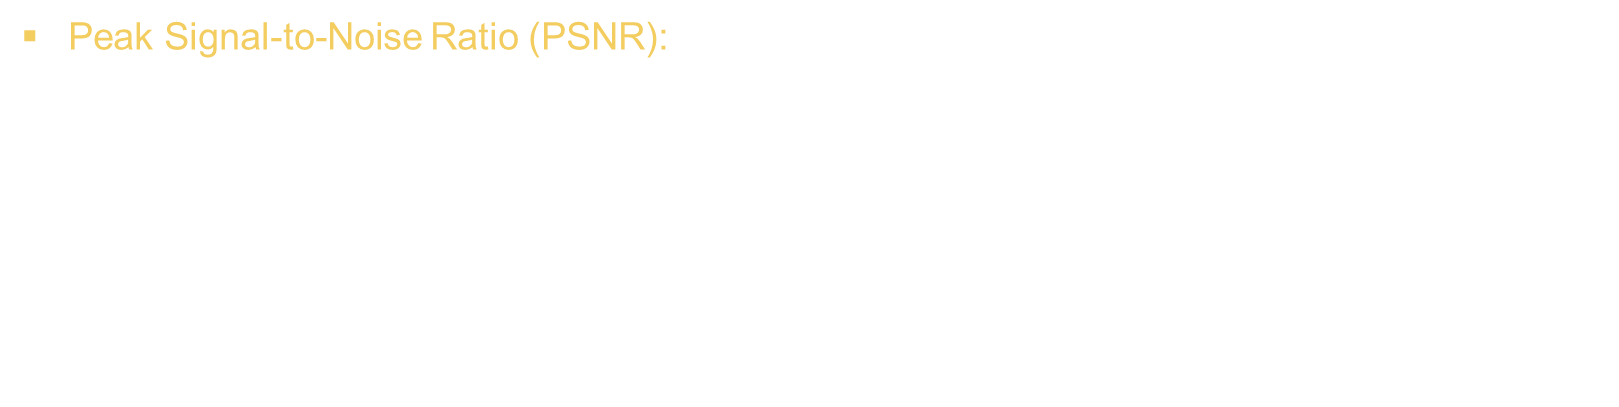 ▪ Peak Signal-to-Noise Ratio (PSNR):